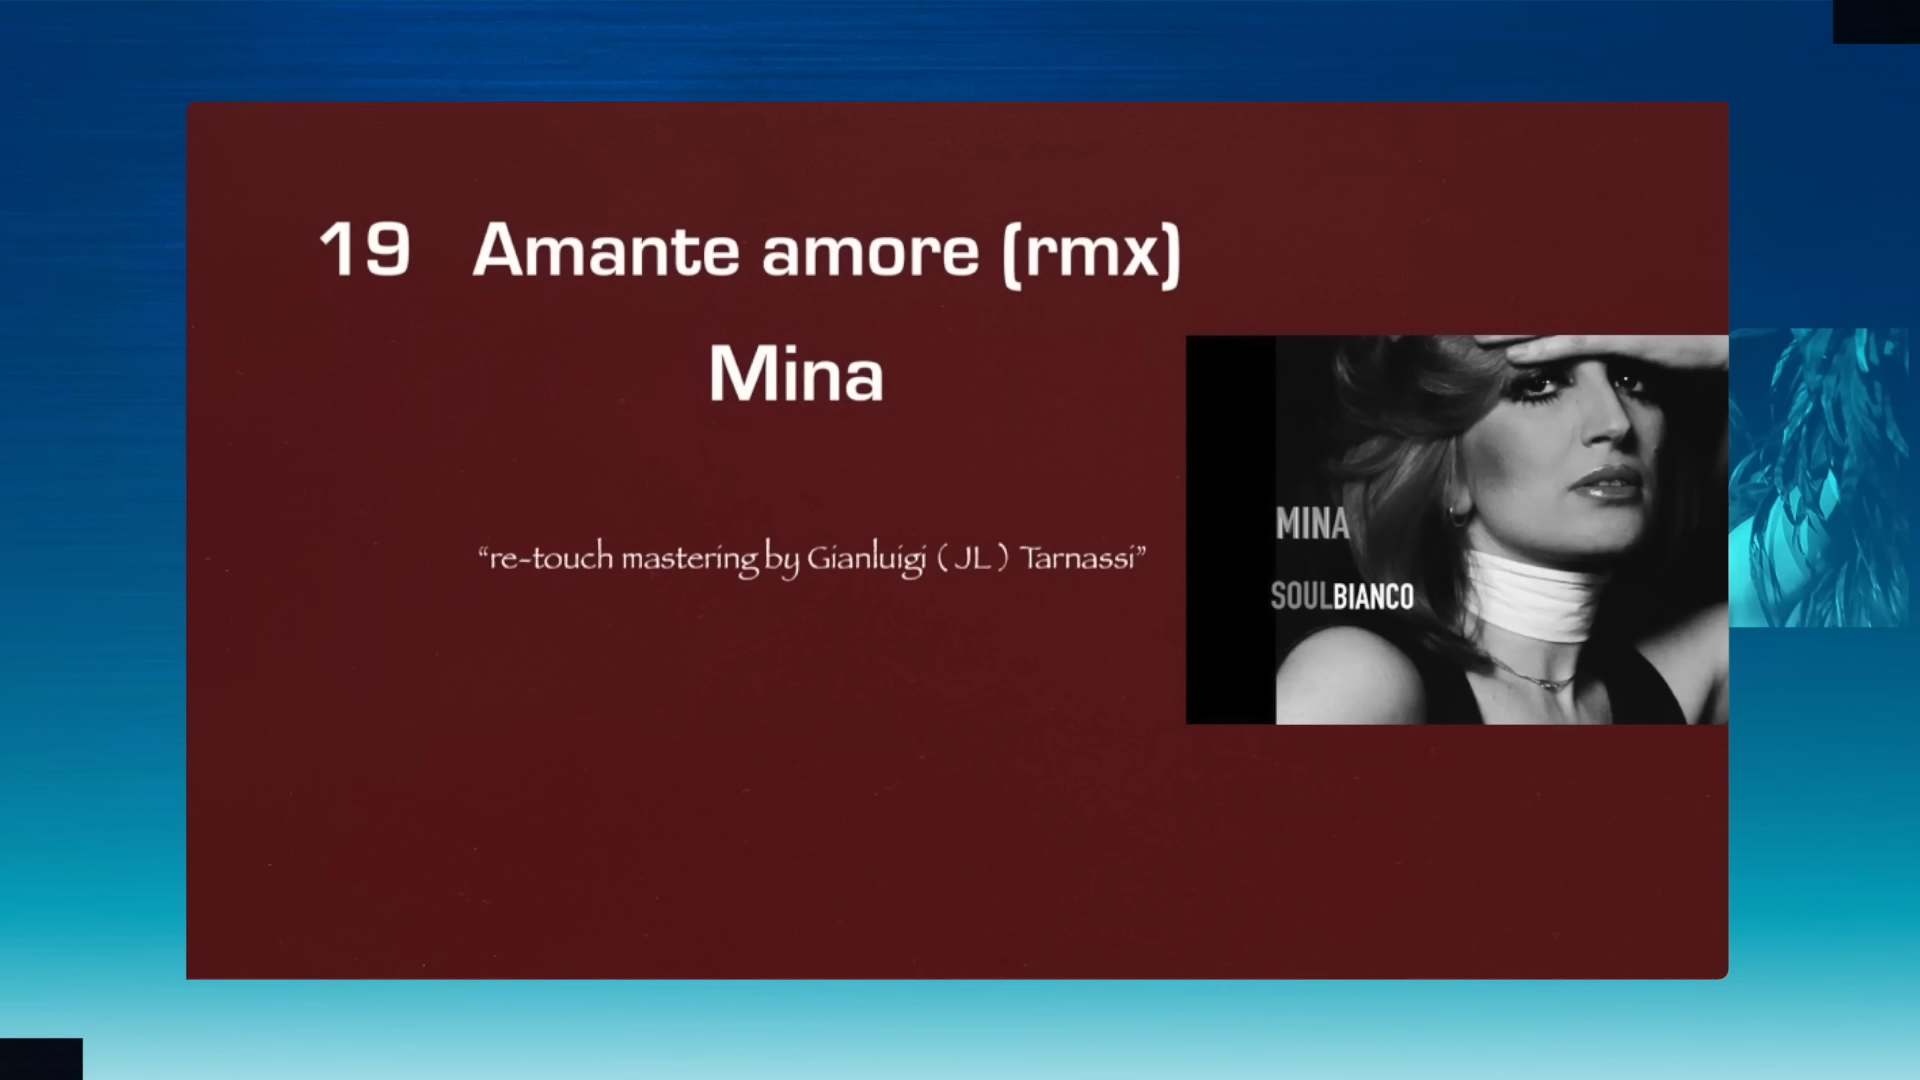 19 Amante amore (rmx)
Mina
“re-touch mastering by Gianluigi ( JL ) Tarnassi”
MINA
SOULBIANCO